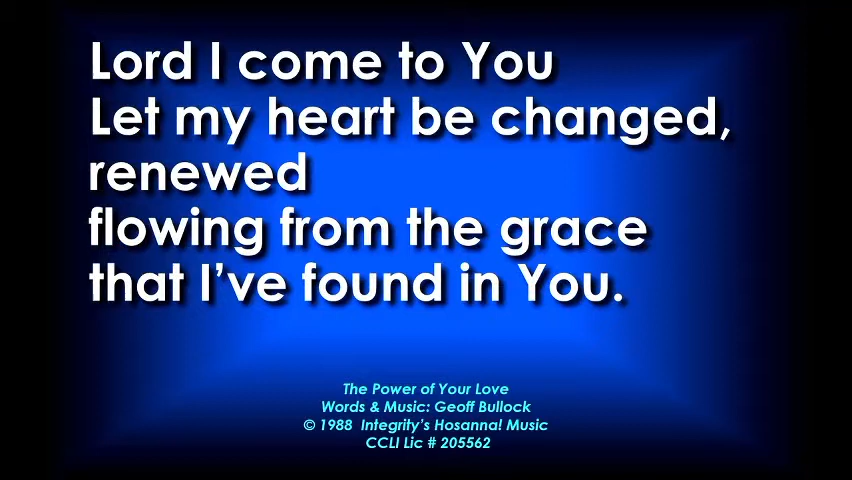 Lord I come to You
Let my heart be changed,
renewed
flowing from the grace
that I've found in You.
The Power of Your Love
Words & Music: Geoff Bullock
© 1988  Integrity's Hosanna! Music
CCLI Lic # 205562